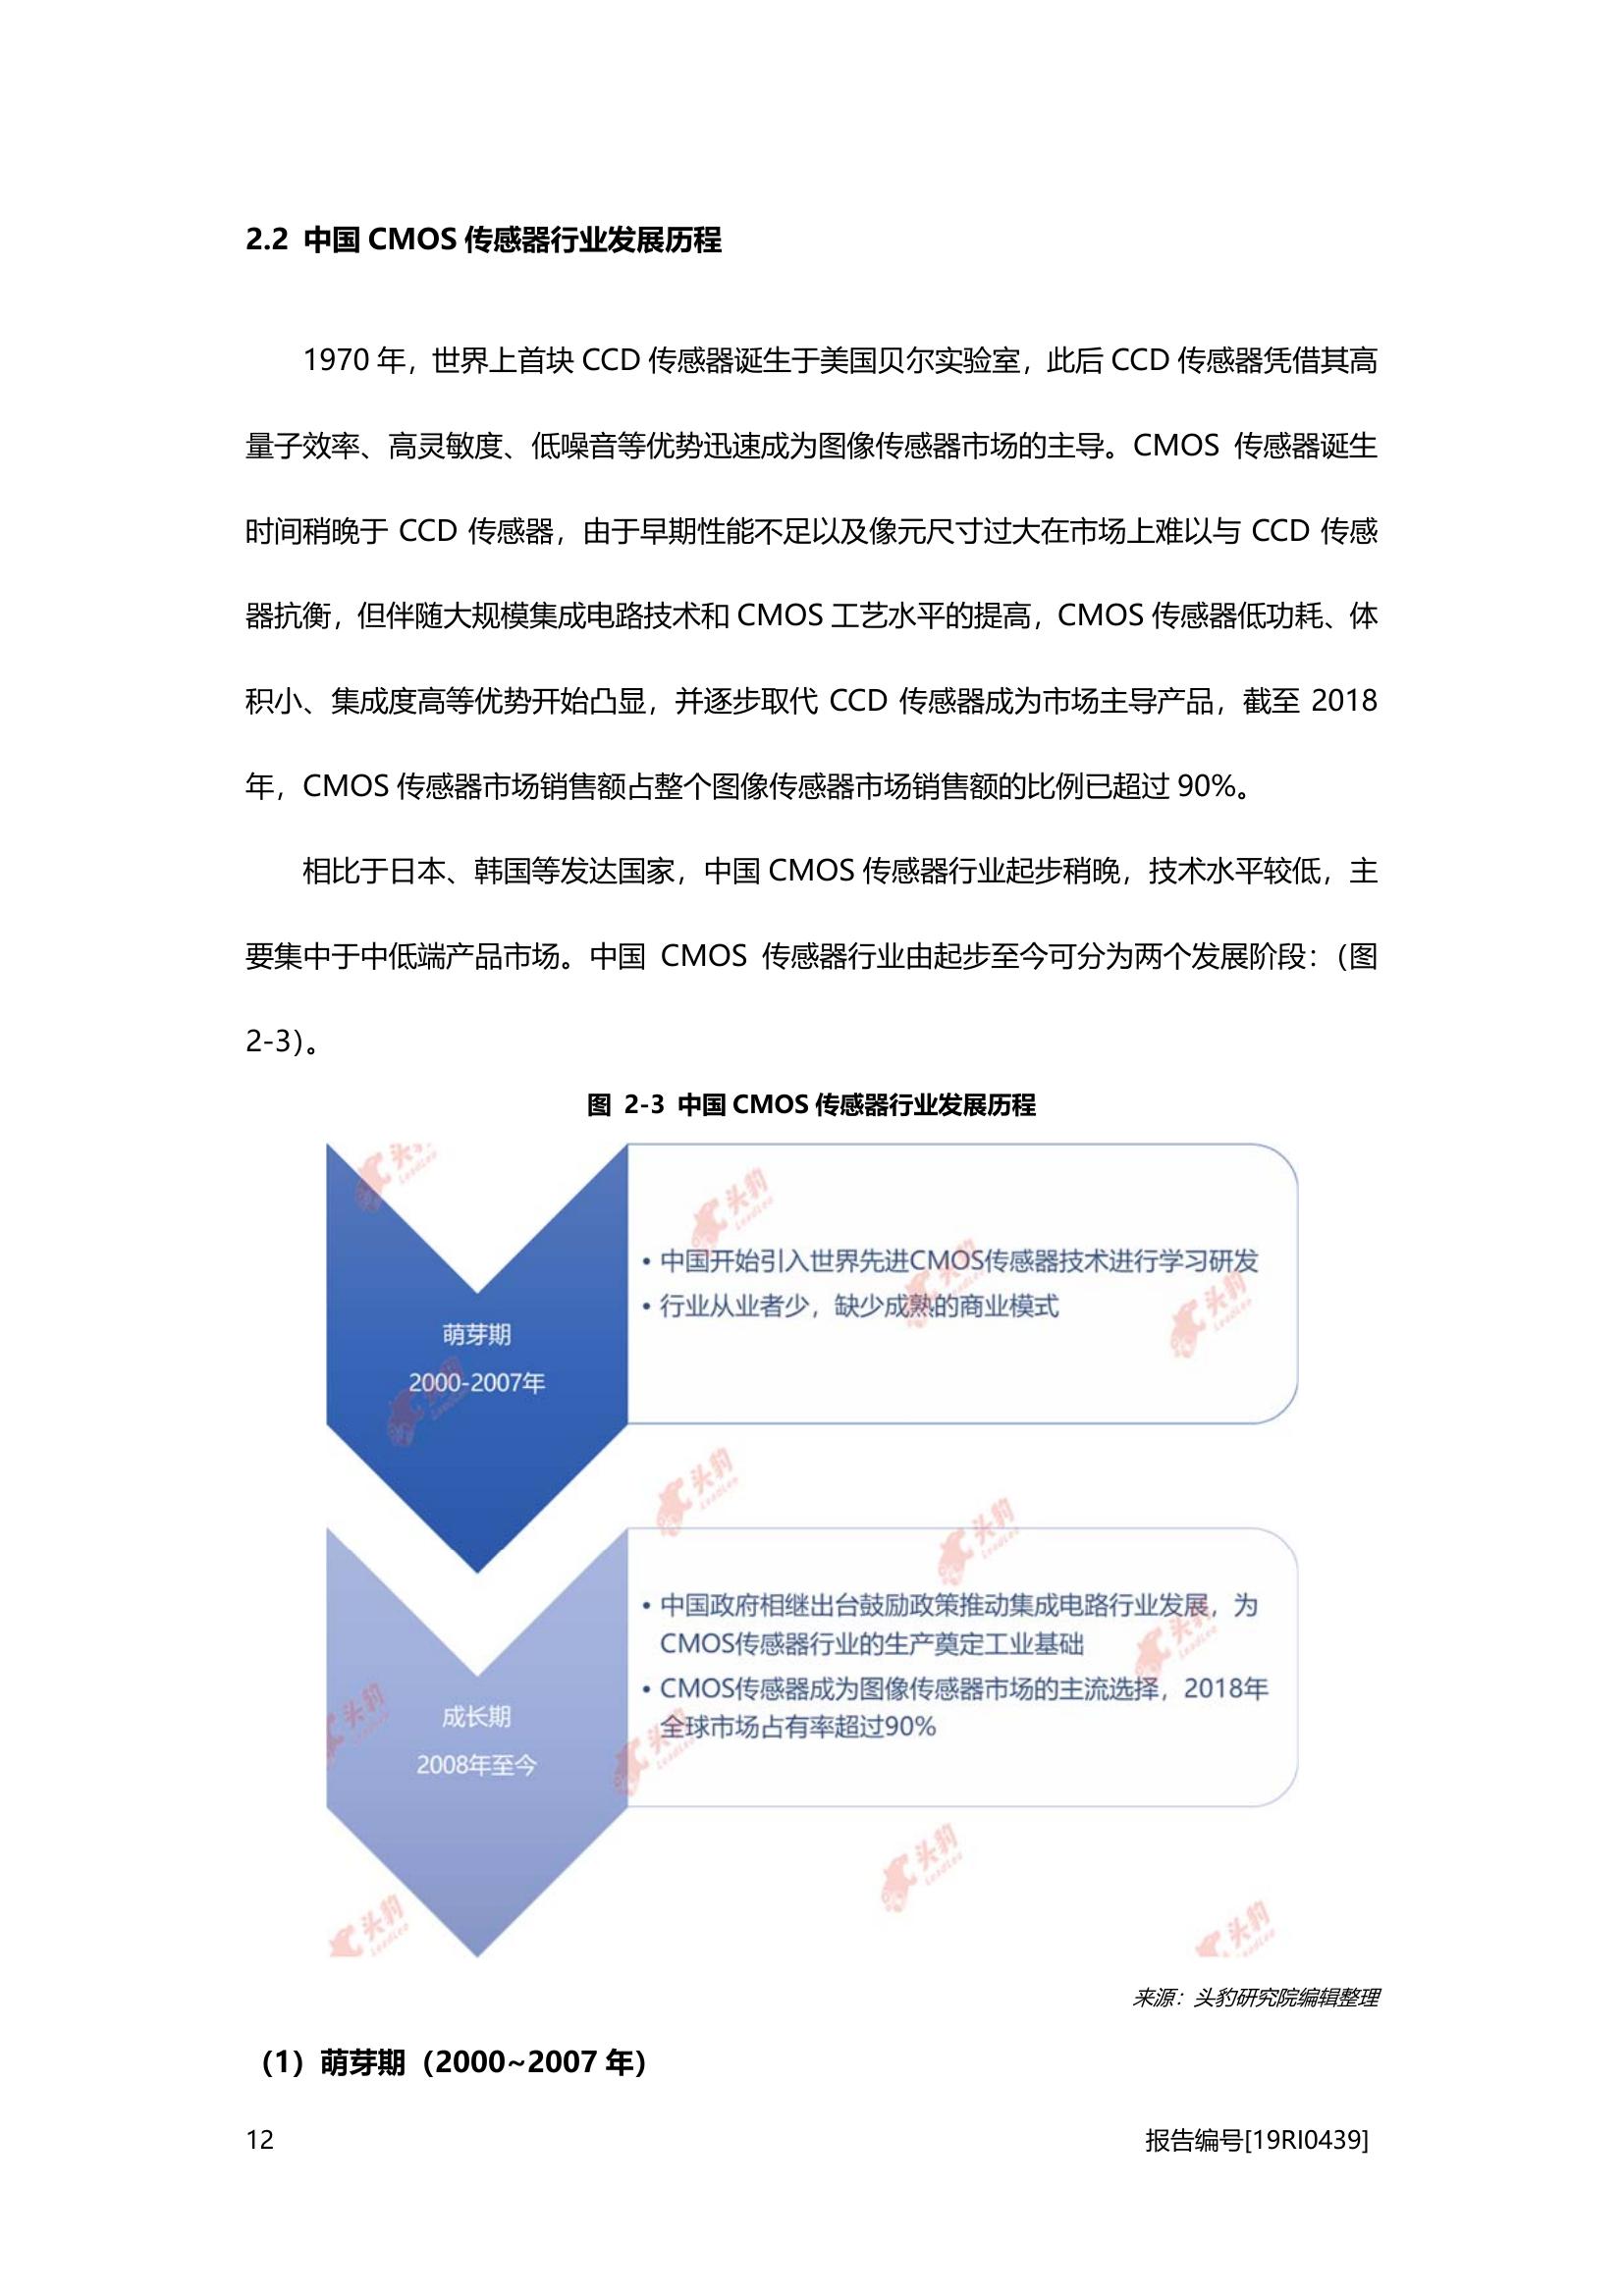 2.2 中国 CMOS 传感器行业发展历程
1970 年，世界上首块 CCD 传感器诞生于美国贝尔实验室，此后 CCD 传感器凭借其高
量子效率、高灵敏度、低噪音等优势迅速成为图像传感器市场的主导。CMOS 传感器诞生
时间稍晚于 CCD 传感器，由于早期性能不足以及像元尺寸过大在市场上难以与 CCD 传感
器抗衡，但伴随大规模集成电路技术和 CMOS 工艺水平的提高，CMOS 传感器低功耗、体
积小、集成度高等优势开始凸显，并逐步取代 CCD 传感器成为市场主导产品，截至 2018
年，CMOS 传感器市场销售额占整个图像传感器市场销售额的比例已超过 90%。
相比于日本、韩国等发达国家，中国 CMOS 传感器行业起步稍晚，技术水平较低，主
要集中于中低端产品市场。中国 CMOS 传感器行业由起步至今可分为两个发展阶段：（图
2-3）。
图 2-3 中国 CMOS 传感器行业发展历程
萌芽期
2000-2007年
• 中国开始引入世界先进CMOS传感器技术进行学习研发
• 行业从业者少，缺少成熟的商业模式
成长期
2008年至今
• 中国政府相继出台鼓励政策推动集成电路行业发展，为
CMOS传感器行业的生产奠定工业基础
• CMOS传感器成为图像传感器市场的主流选择，2018年
全球市场占有率超过90%
头豹
LeadLeo
来源：头豹研究院编辑整理
（1）萌芽期（2000~2007 年）
12
报告编号[19RI0439]